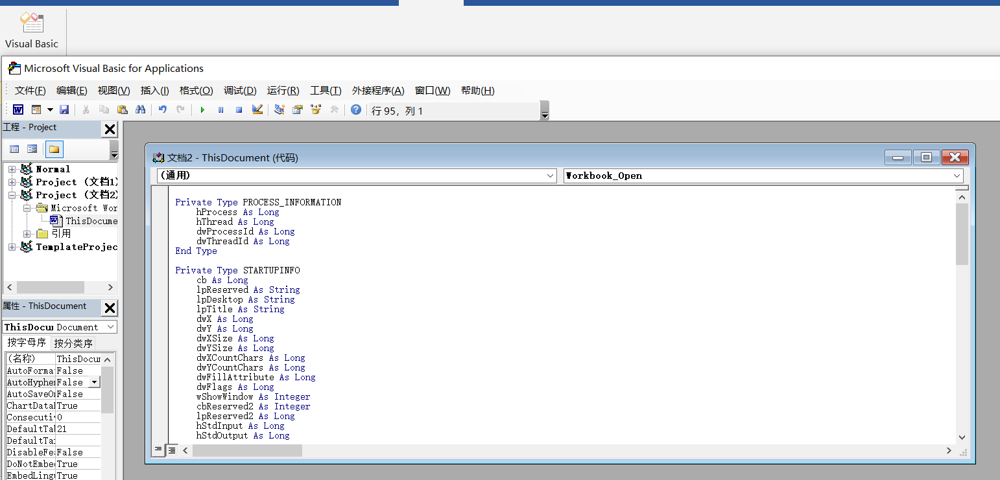 Visual Basic
Microsoft Visual Basic for Applications
文件(F) 编辑(E) 视图(V) 插入(I) 格式(O) 调试(D) 运行(R) 工具(T) 外接程序(A) 窗口(W) 帮助(H)
行 95，列 1
工程 - Project
Normal
Project (文档1)
Project (文档2)
Microsoft Wor
ThisDocume
引用
TemplateProjec
属性 - ThisDocument
ThisDocu Document
按字母序 按分类序
(名称) ThisDocum
AutoForma False
AutoHyphe False
AutoSaveO False
ChartData True
Consecuti 0
DefaultTa 21
DefaultTa
DisableFe False
DoNotEmbe True
EmbedLing True
文档2 - ThisDocument (代码)
(通用) Workbook_Open
Private Type PROCESS_INFORMATION
hProcess As Long
hThread As Long
dwProcessId As Long
dwThreadId As Long
End Type
Private Type STARTUPINFO
cb As Long
lpReserved As String
lpDesktop As String
lpTitle As String
dwX As Long
dwY As Long
dwXSize As Long
dwYSize As Long
dwXCountChars As Long
dwYCountChars As Long
dwFillAttribute As Long
dwFlags As Long
wShowWindow As Integer
cbReserved2 As Integer
lpReserved2 As Long
hStdInput As Long
hStdOutput As Long